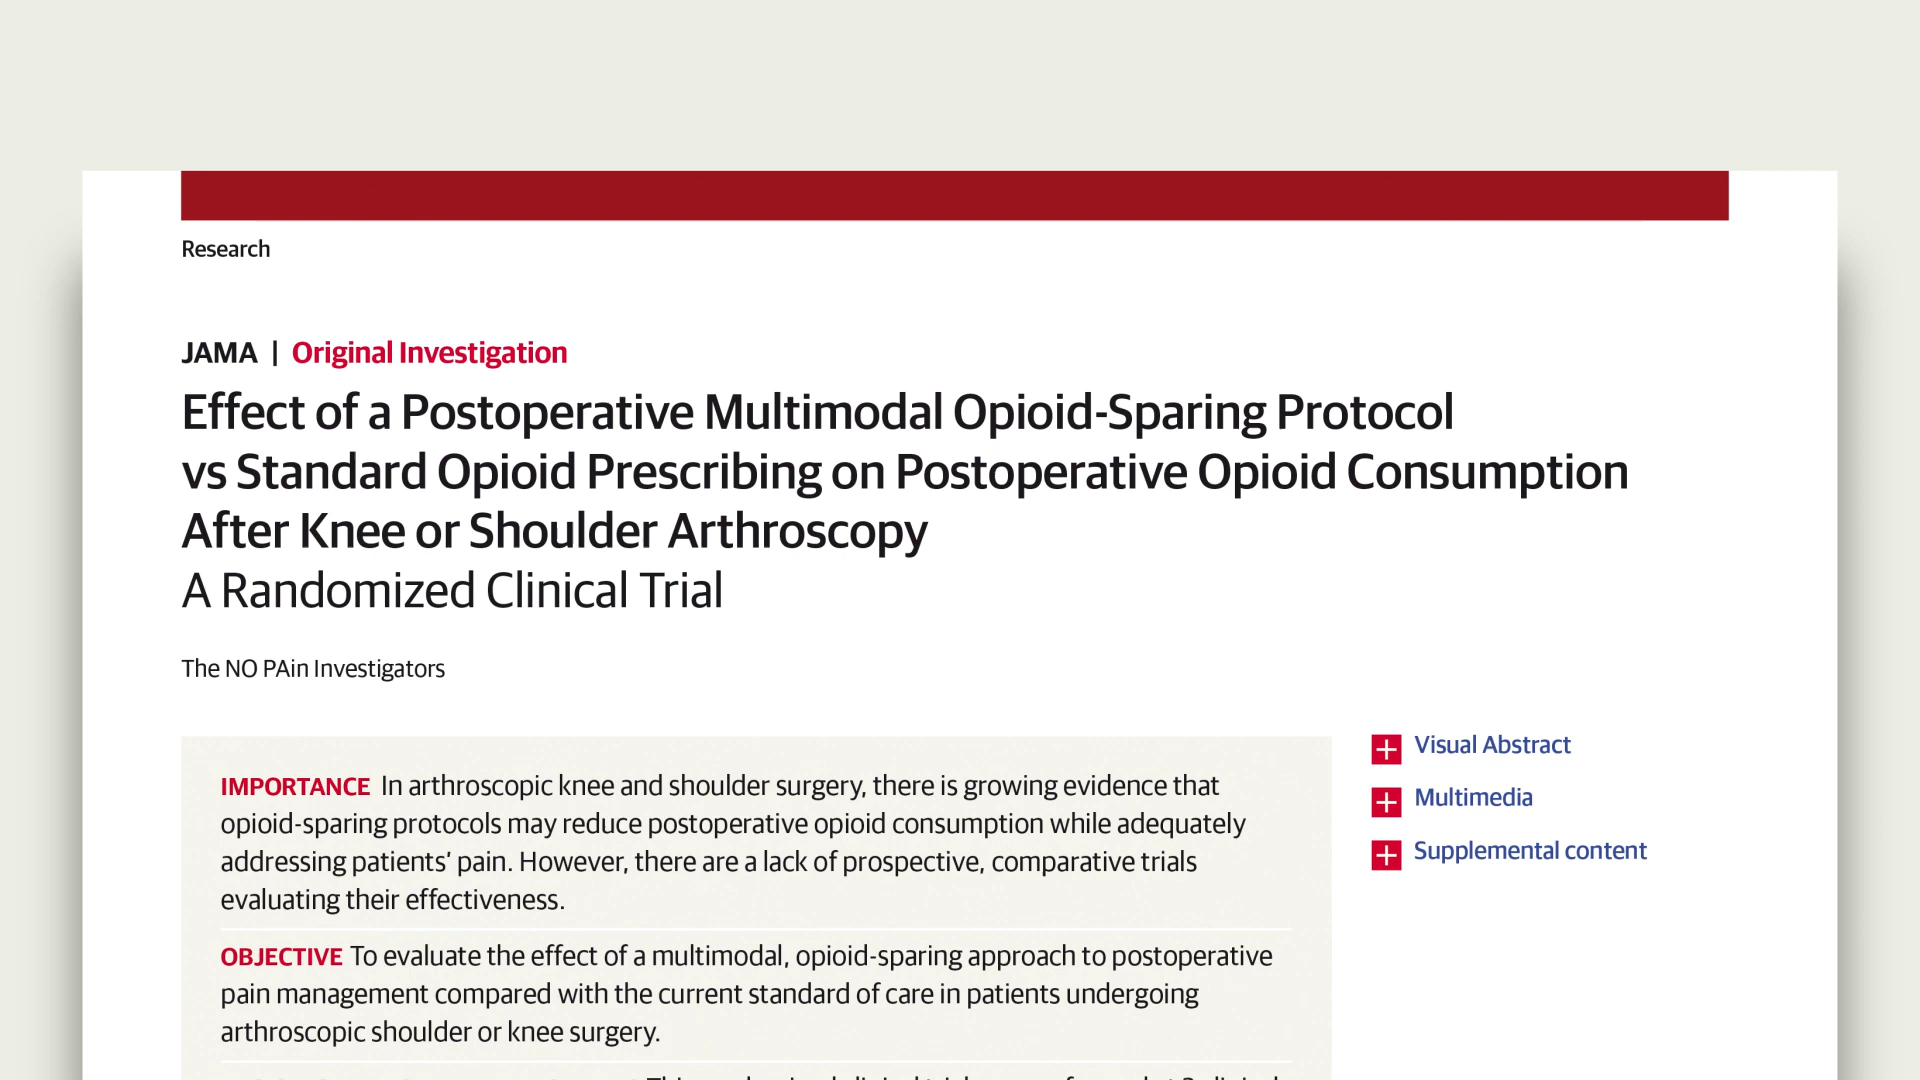 Research
JAMA | Original Investigation
Effect of a Postoperative Multimodal Opioid-Sparing Protocol
vs Standard Opioid Prescribing on Postoperative Opioid Consumption
After Knee or Shoulder Arthroscopy
A Randomized Clinical Trial
The NO PAin Investigators
IMPORTANCE In arthroscopic knee and shoulder surgery, there is growing evidence that
opioid-sparing protocols may reduce postoperative opioid consumption while adequately
addressing patients' pain. However, there are a lack of prospective, comparative trials
evaluating their effectiveness.
OBJECTIVE To evaluate the effect of a multimodal, opioid-sparing approach to postoperative
pain management compared with the current standard of care in patients undergoing
arthroscopic shoulder or knee surgery.
Visual Abstract
Multimedia
Supplemental content